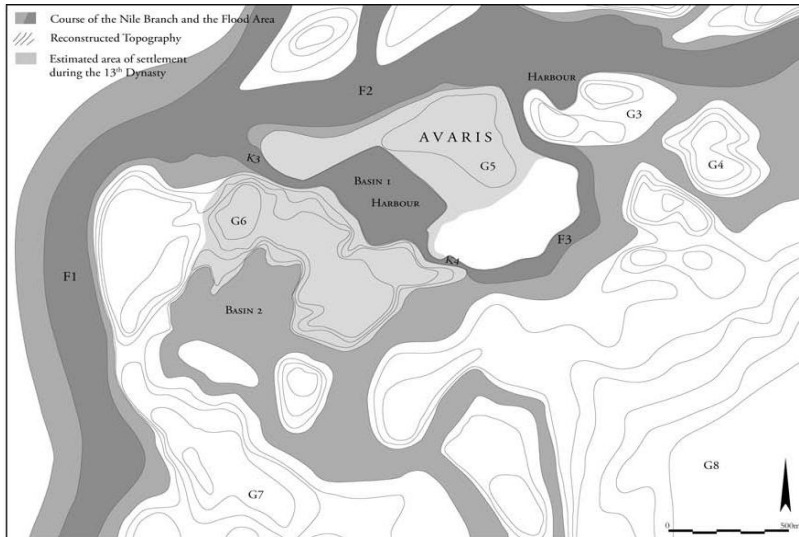 Course of the Nile Branch and the Flood Area
Reconstructed Topography
Estimated area of settlement
during the 13th Dynasty
Harbour
F2
G3
AVARIS
K3
G5
G4
Basin 1
Harbour
G6
F3
K4
F1
Basin 2
G8
G7
0
500m